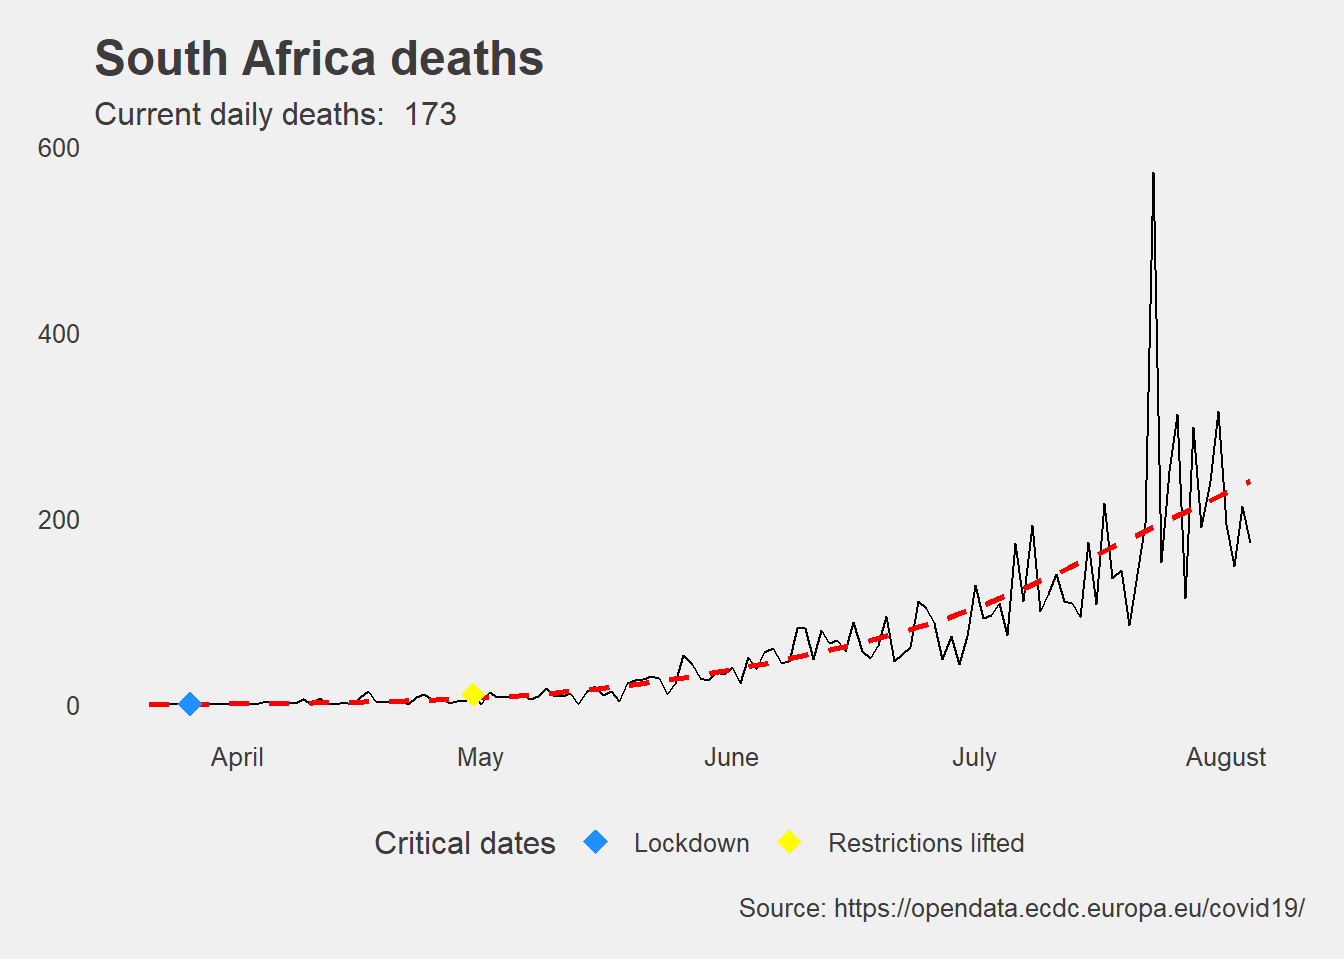 South Africa deaths
Current daily deaths:  173
600
400
200
0
April May June July August
Critical dates Lockdown Restrictions lifted
Source: https://opendata.ecdc.europa.eu/covid19/